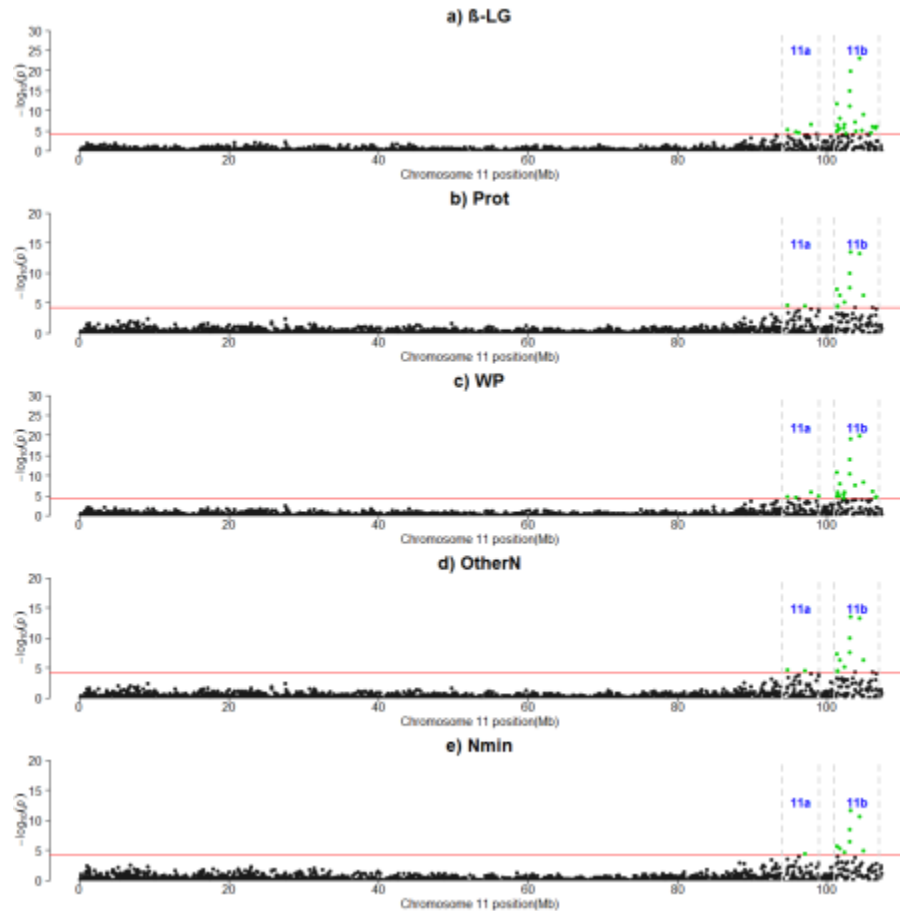 a) ß-LG
30
25
20
15
10
5
0
−log₁₀(p)
11a 11b
0 20 40 60 80 100
Chromosome 11 position(Mb)
b) Prot
20
15
10
5
0
−log₁₀(p)
11a 11b
0 20 40 60 80 100
Chromosome 11 position(Mb)
c) WP
30
25
20
15
10
5
0
−log₁₀(p)
11a 11b
0 20 40 60 80 100
Chromosome 11 position(Mb)
d) OtherN
20
15
10
5
0
−log₁₀(p)
11a 11b
0 20 40 60 80 100
Chromosome 11 position(Mb)
e) Nmin
20
15
10
5
0
−log₁₀(p)
11a 11b
0 20 40 60 80 100
Chromosome 11 position(Mb)